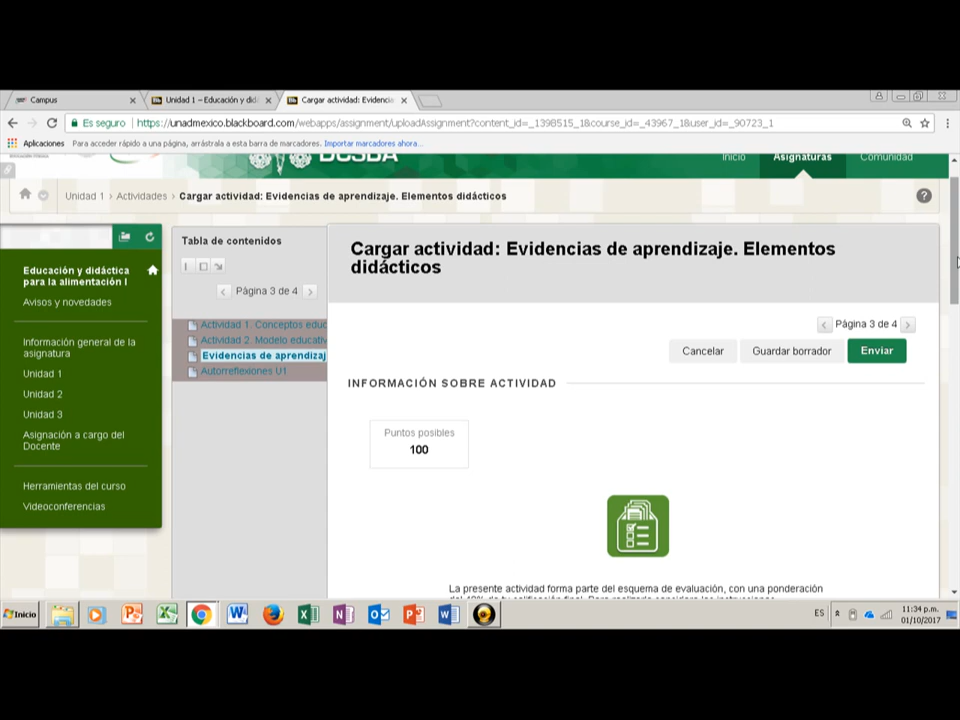 Campus
Unidad 1 – Educación y did
Cargar actividad: Evidencia
Es seguro | https://unadmexico.blackboard.com/webapps/assignment/uploadAssignment?content_id=_1398515_1&course_id=_43967_1&user_id=_90723_1
Aplicaciones Para acceder rápido a una página, arrástrala a esta barra de marcadores. Importar marcadores ahora...
DCSBA
Inicio Asignaturas Comunidad
Unidad 1 > Actividades > Cargar actividad: Evidencias de aprendizaje. Elementos didácticos
?
Educación y didáctica
para la alimentación I
Avisos y novedades
Información general de la
asignatura
Unidad 1
Unidad 2
Unidad 3
Asignación a cargo del
Docente
Herramientas del curso
Videoconferencias
Tabla de contenidos
Página 3 de 4
Actividad 1. Conceptos educ
Actividad 2. Modelo educativ
Evidencias de aprendizaj
Autorreflexiones U1
Cargar actividad: Evidencias de aprendizaje. Elementos
didácticos
Página 3 de 4
Cancelar Guardar borrador Enviar
INFORMACIÓN SOBRE ACTIVIDAD
Puntos posibles
100
La presente actividad forma parte del esquema de evaluación, con una ponderación
Inicio
ES
11:34 p.m.
01/10/2017